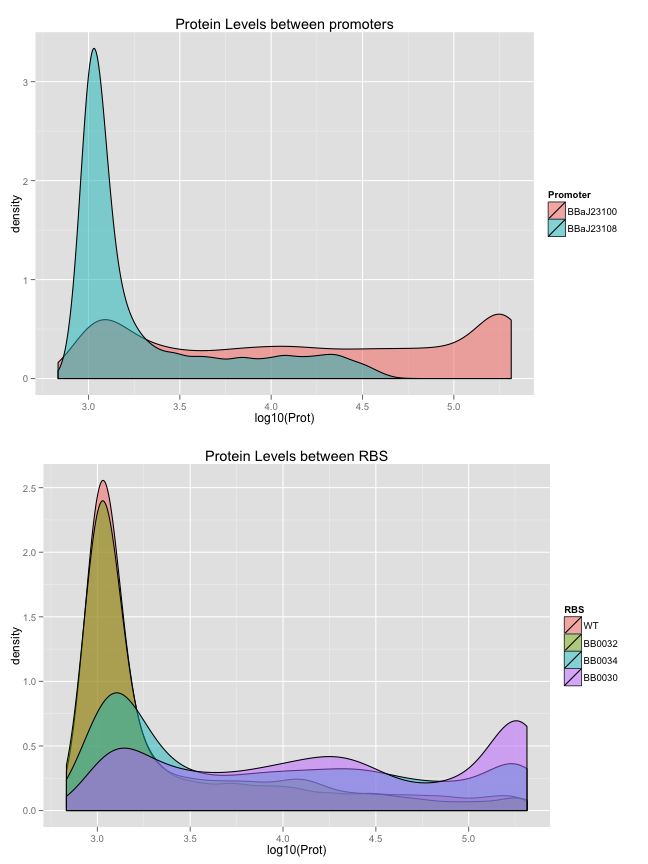 Protein Levels between promoters
3
2
1
0
density
3.0 3.5 4.0 4.5 5.0
log10(Prot)
Promoter
BBaJ23100
BBaJ23108
Protein Levels between RBS
2.5
2.0
1.5
1.0
0.5
0.0
density
3.0 3.5 4.0 4.5 5.0
log10(Prot)
RBS
WT
BB0032
BB0034
BB0030